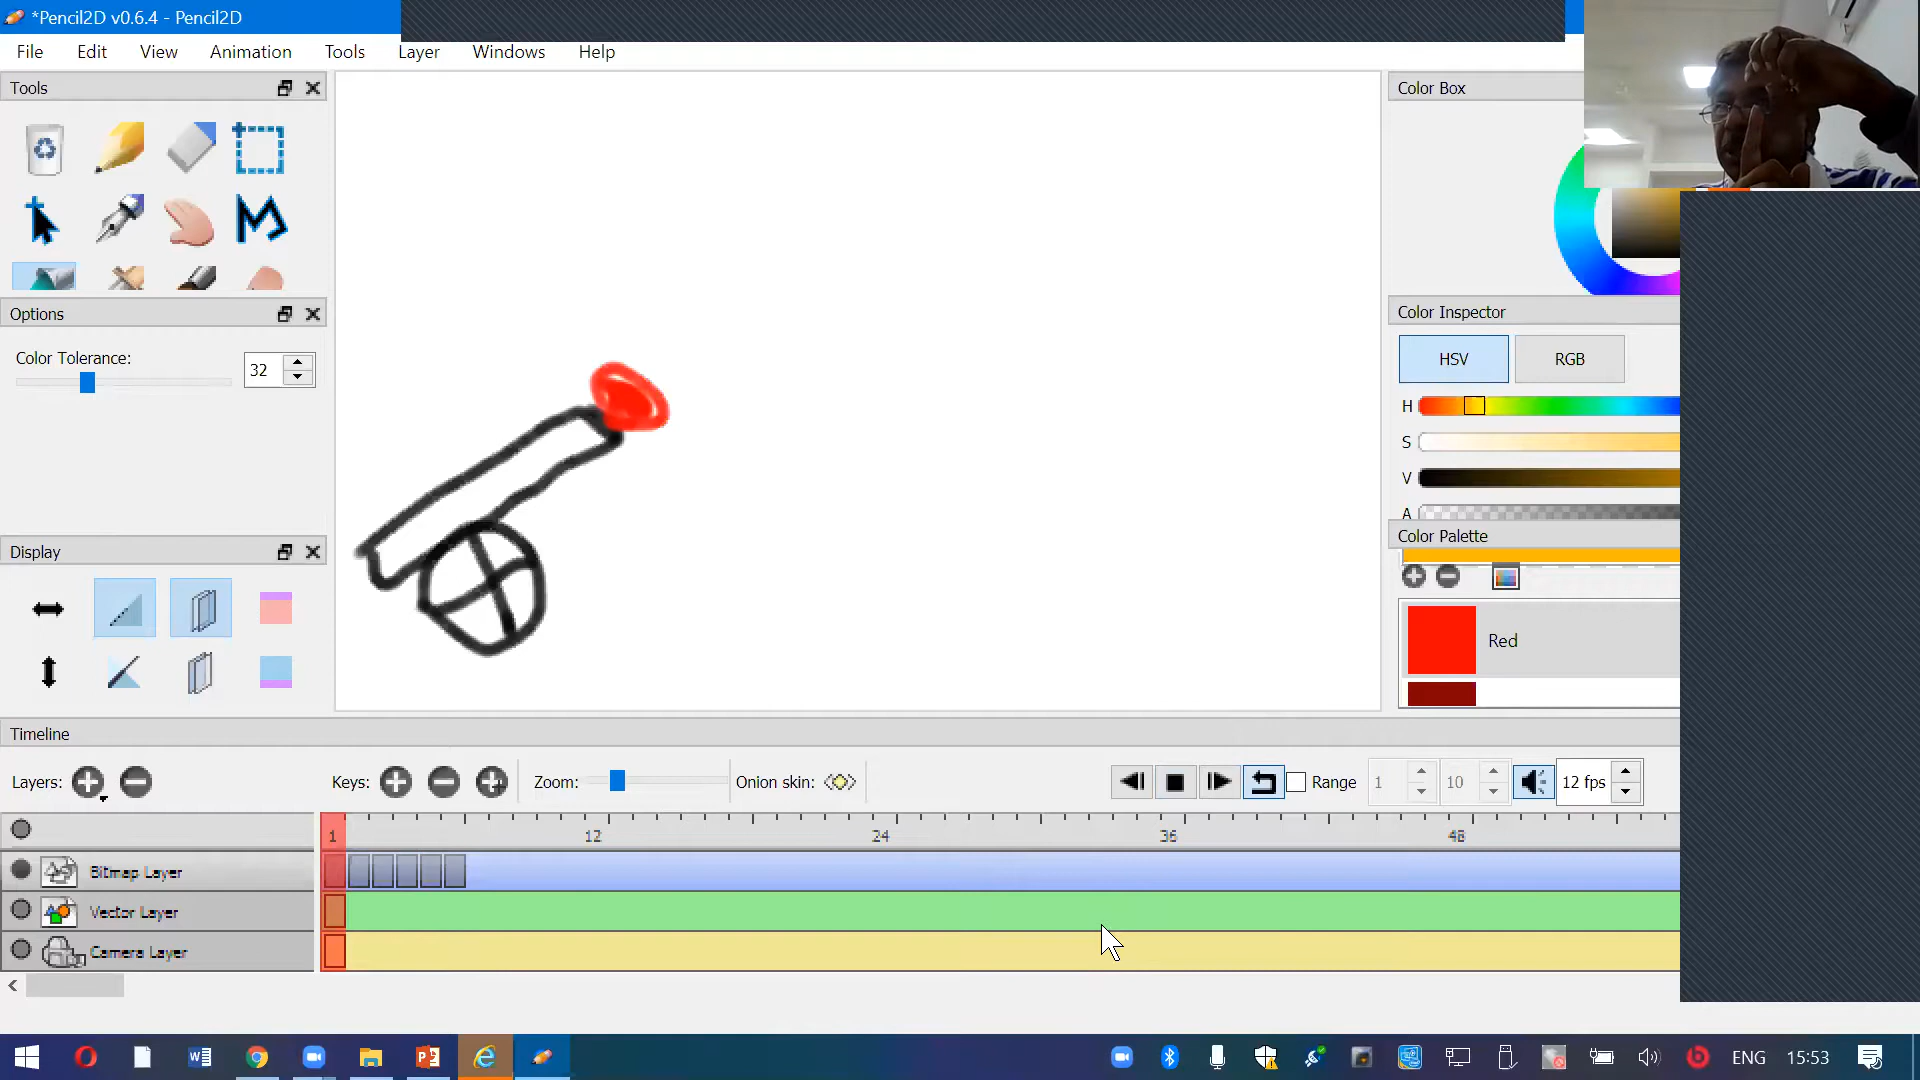 *Pencil2D v0.6.4 - Pencil2D
File Edit View Animation Tools Layer Windows Help
Tools
Options
Color Tolerance:
32
Display
Color Box
Color Inspector
HSV RGB
H
S
V
A
Color Palette
Red
Timeline
Layers: Keys: Zoom: Onion skin: Range 1 10 12 fps
1 12 24 36 48
Bitmap Layer
Vector Layer
Camera Layer
ENG 15:53